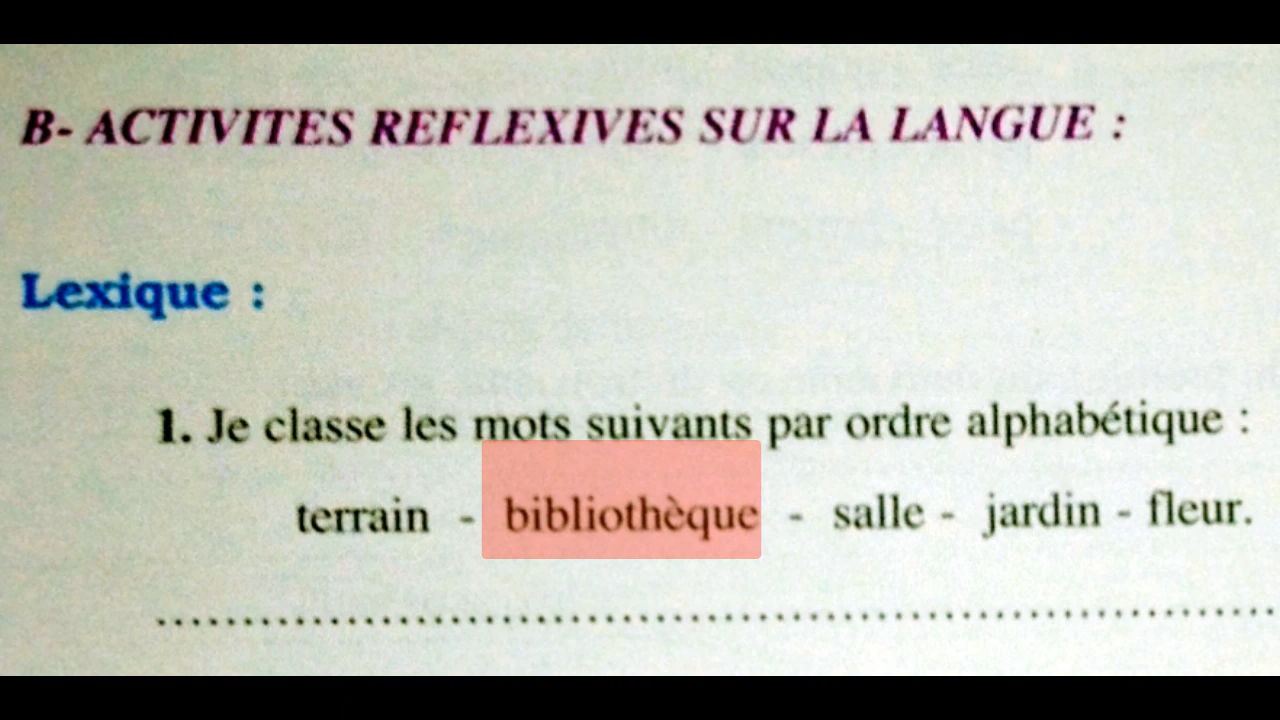 B- ACTIVITES REFLEXIVES SUR LA LANGUE :
Lexique :
1. Je classe les mots suivants par ordre alphabétique :
terrain - bibliothèque - salle - jardin - fleur.